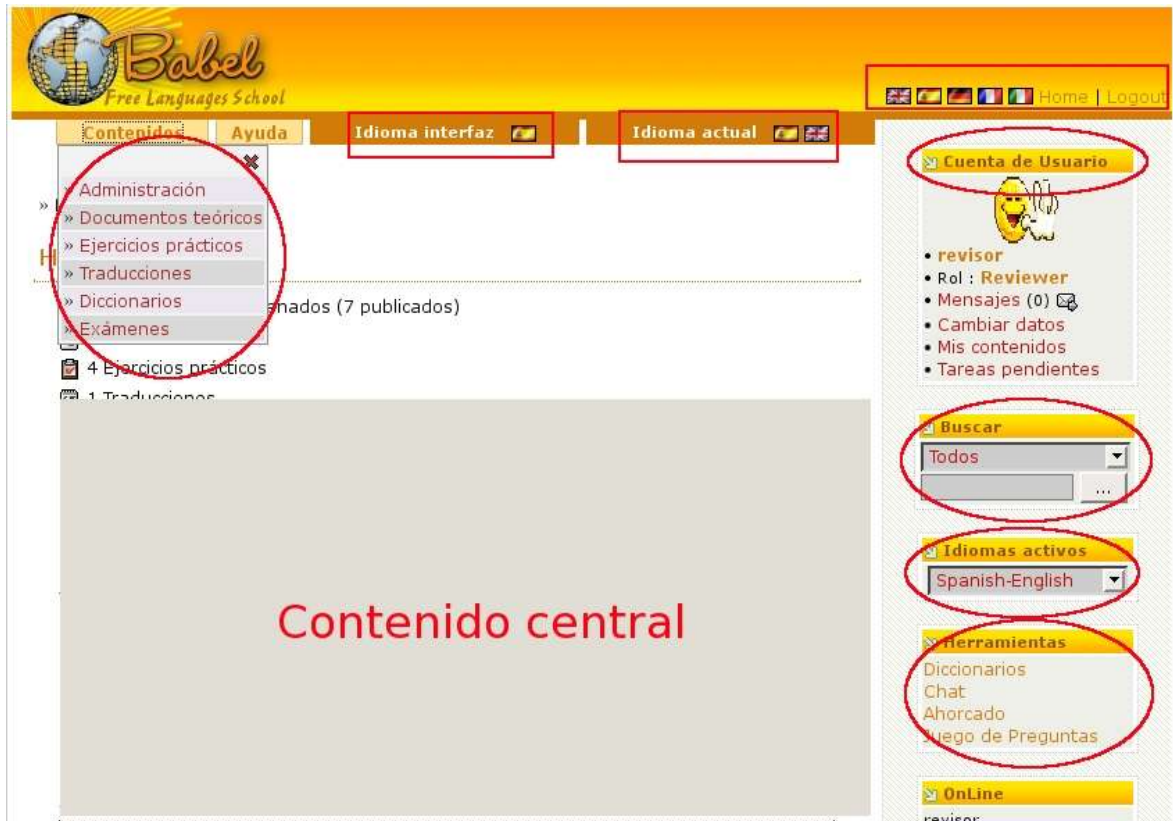 Babel
Free Languages School
Home | Logout
Contenidos
Ayuda
Idioma interfaz
Idioma actual
» Administración
» Documentos teóricos
» Ejercicios prácticos
» Traducciones
» Diccionarios
» Exámenes
»
H
nados (7 publicados)
4 Ejercicios prácticos
1 Traducciones
Contenido central
Cuenta de Usuario
• revisor
• Rol : Reviewer
• Mensajes (0)
• Cambiar datos
• Mis contenidos
• Tareas pendientes
Buscar
Todos
...
Idiomas activos
Spanish-English
Herramientas
Diccionarios
Chat
Ahorcado
Juego de Preguntas
OnLine
revisor